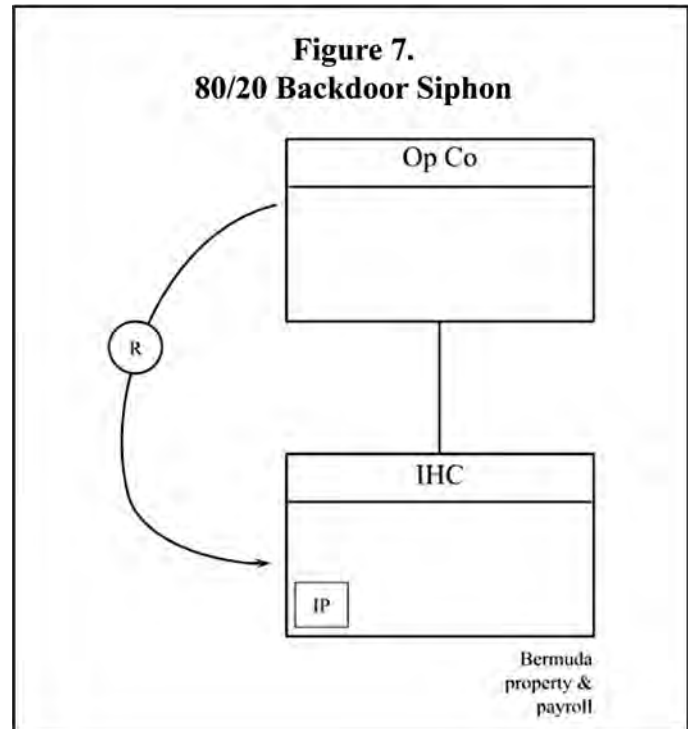 Figure 7.
80/20 Backdoor Siphon
Op Co
R
IHC
IP
Bermuda
property &
payroll